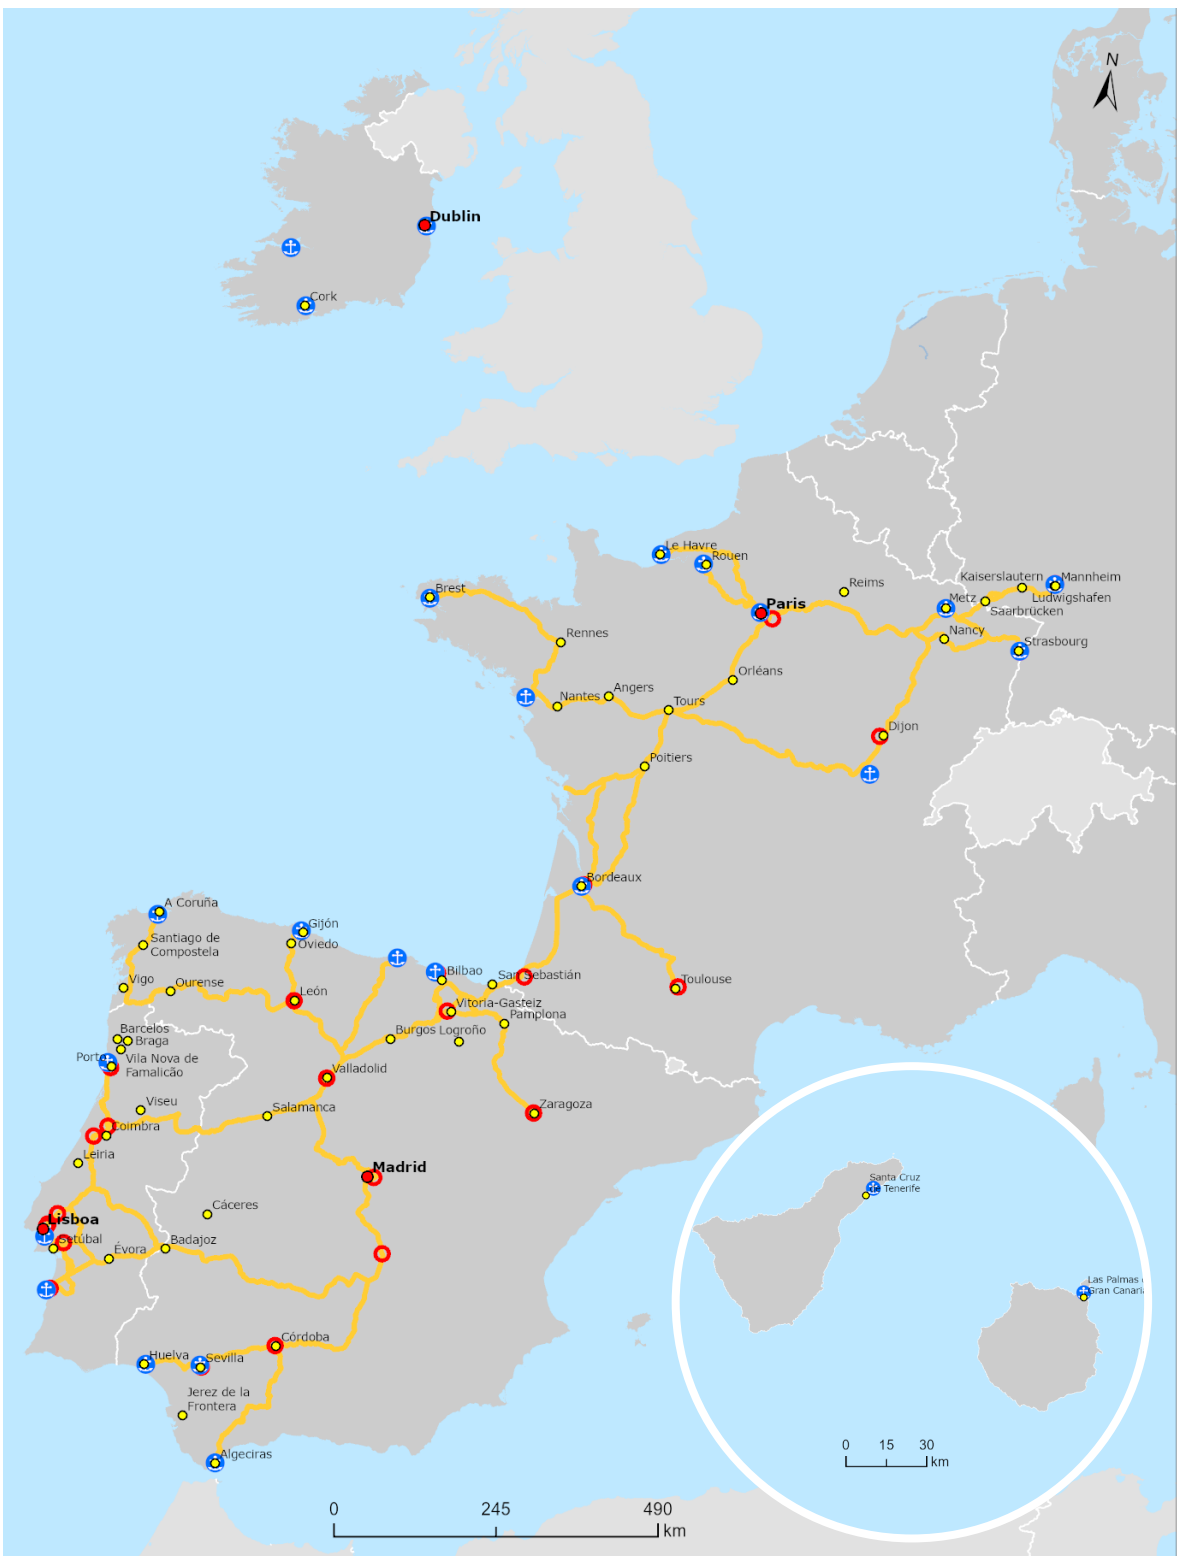 N
Dublin
Cork
Le Havre
Rouen
Brest
Paris
Reims
Kaiserslautern
Mannheim
Metz
Ludwigshafen
Saarbrücken
Rennes
Nancy
Strasbourg
Orléans
Nantes
Angers
Tours
Dijon
Poitiers
Bordeaux
A Coruña
Gijón
Santiago de
Compostela
Oviedo
Bilbao
San Sebastián
Toulouse
Vigo
Ourense
León
Vitoria-Gasteiz
Pamplona
Barcelos
Braga
Burgos
Logroño
Porto
Vila Nova de
Famalicão
Valladolid
Viseu
Salamanca
Zaragoza
Coimbra
Leiria
Madrid
Santa Cruz
de Tenerife
Cáceres
Lisboa
Setúbal
Évora
Badajoz
Las Palmas
Gran Canaria
Córdoba
Huelva
Sevilla
Jerez de la
Frontera
Algeciras
0 15 30
km
0 245 490
km